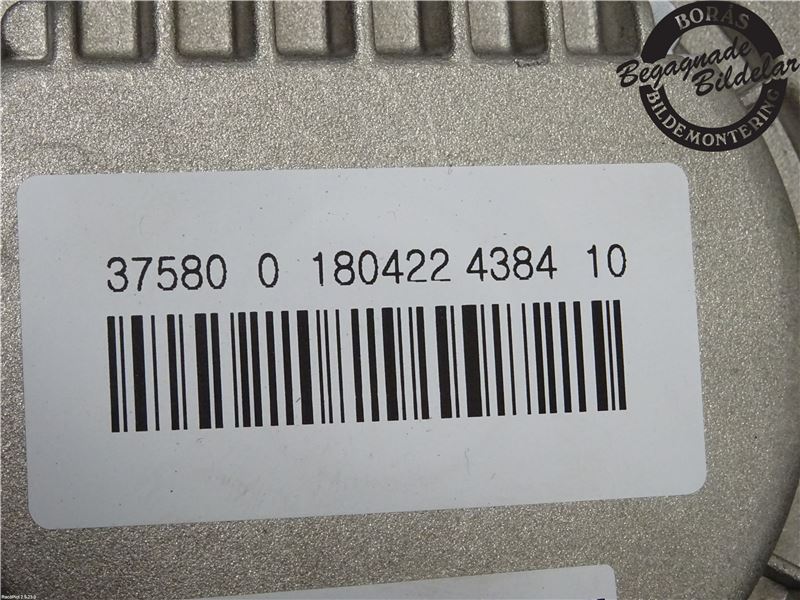 BORÅS
Begagnade
Bildelar
BILDEMONTERING
37580 0 180422 4384 10